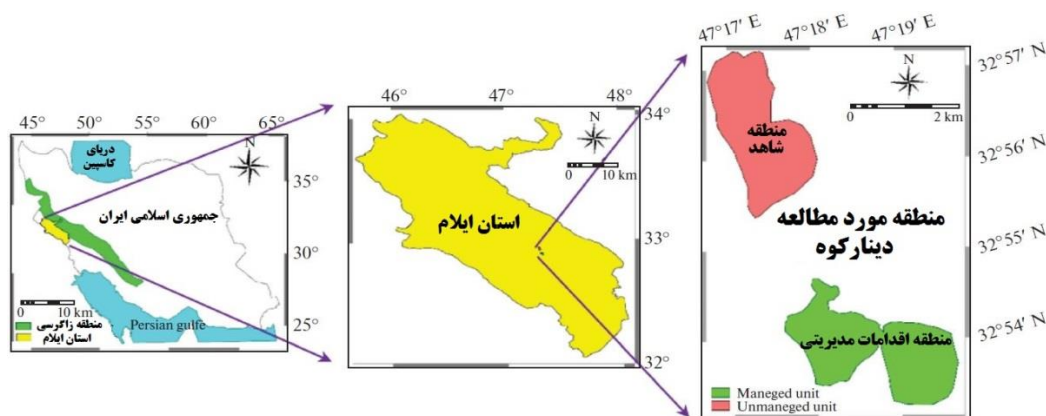 45° 50° 55° 60° 65°
دریای
کاسپین
N
35°
جمهوری اسلامی ایران
30°
0 10 km
Persian gulfe
25°
منطقه زاگرسی
استان ایلام
46° 47° 48°
34°
N
0 10 km
استان ایلام
33°
32°
47°17′ E 47°18′ E 47°19′ E
32°57′ N
N
0 2 km
منطقه
شاهد
32°56′ N
منطقه مورد مطالعه
دینارکوه
32°55′ N
32°54′ N
منطقه اقدامات مدیریتی
Maneged unit
Unmaneged unit